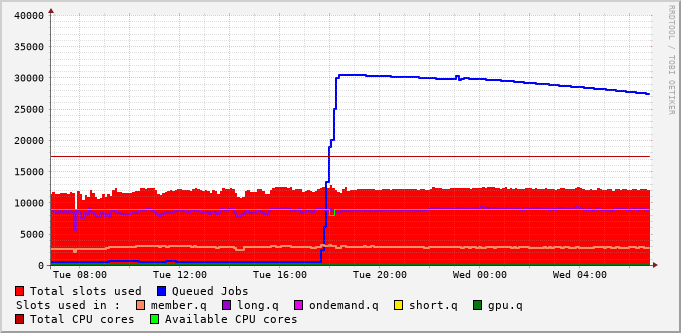 40000
35000
30000
25000
20000
15000
10000
5000
0
Tue 08:00 Tue 12:00 Tue 16:00 Tue 20:00 Wed 00:00 Wed 04:00
RRDTOOL / TOBI OETIKER
Total slots used Queued Jobs
Slots used in : member.q long.q ondemand.q short.q gpu.q
Total CPU cores Available CPU cores